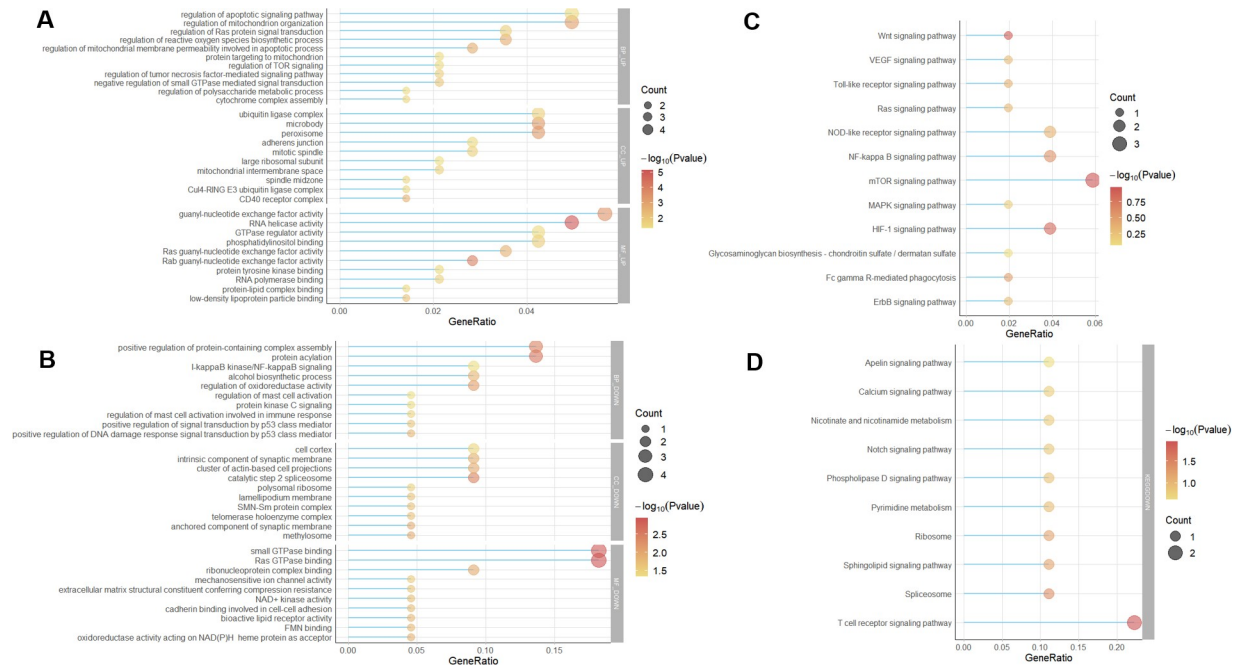 A
regulation of apoptotic signaling pathway
regulation of mitochondrion organization
regulation of Ras protein signal transduction
regulation of reactive oxygen species biosynthetic process
regulation of mitochondrial membrane permeability involved in apoptotic process
protein targeting to mitochondrion
regulation of TOR signaling
regulation of tumor necrosis factor-mediated signaling pathway
negative regulation of small GTPase mediated signal transduction
regulation of polysaccharide metabolic process
cytochrome complex assembly
BP_UP
ubiquitin ligase complex
microbody
peroxisome
adherens junction
mitotic spindle
large ribosomal subunit
mitochondrial intermembrane space
spindle midzone
Cul4-RING E3 ubiquitin ligase complex
CD40 receptor complex
CC_UP
guanyl-nucleotide exchange factor activity
RNA helicase activity
GTPase regulator activity
phosphatidylinositol binding
Ras guanyl-nucleotide exchange factor activity
Rab guanyl-nucleotide exchange factor activity
protein tyrosine kinase binding
RNA polymerase binding
protein-lipid complex binding
low-density lipoprotein particle binding
MF_UP
0.00 0.02 0.04
GeneRatio
Count
2
3
4
−log10(Pvalue)
5
4
3
2
B
positive regulation of protein-containing complex assembly
protein acylation
I-kappaB kinase/NF-kappaB signaling
alcohol biosynthetic process
regulation of oxidoreductase activity
regulation of mast cell activation
protein kinase C signaling
regulation of mast cell activation involved in immune response
positive regulation of signal transduction by p53 class mediator
positive regulation of DNA damage response signal transduction by p53 class mediator
BP_DOWN
cell cortex
intrinsic component of synaptic membrane
cluster of actin-based cell projections
catalytic step 2 spliceosome
polysomal ribosome
lamellipodium membrane
SMN-Sm protein complex
telomerase holoenzyme complex
anchored component of synaptic membrane
methylosome
CC_DOWN
small GTPase binding
Ras GTPase binding
ribonucleoprotein complex binding
mechanosensitive ion channel activity
extracellular matrix structural constituent conferring compression resistance
NAD+ kinase activity
cadherin binding involved in cell-cell adhesion
bioactive lipid receptor activity
FMN binding
oxidoreductase activity acting on NAD(P)H heme protein as acceptor
MF_DOWN
0.00 0.05 0.10 0.15
GeneRatio
Count
1
2
3
4
−log10(Pvalue)
2.5
2.0
1.5
C
Wnt signaling pathway
VEGF signaling pathway
Toll-like receptor signaling pathway
Ras signaling pathway
NOD-like receptor signaling pathway
NF-kappa B signaling pathway
mTOR signaling pathway
MAPK signaling pathway
HIF-1 signaling pathway
Glycosaminoglycan biosynthesis - chondroitin sulfate / dermatan sulfate
Fc gamma R-mediated phagocytosis
ErbB signaling pathway
0.00 0.02 0.04 0.06
GeneRatio
Count
1
2
3
−log10(Pvalue)
0.75
0.50
0.25
D
Apelin signaling pathway
Calcium signaling pathway
Nicotinate and nicotinamide metabolism
Notch signaling pathway
Phospholipase D signaling pathway
Pyrimidine metabolism
Ribosome
Sphingolipid signaling pathway
Spliceosome
T cell receptor signaling pathway
KEGGDOWN
0.00 0.05 0.10 0.15 0.20
GeneRatio
−log10(Pvalue)
1.5
1.0
Count
1
2